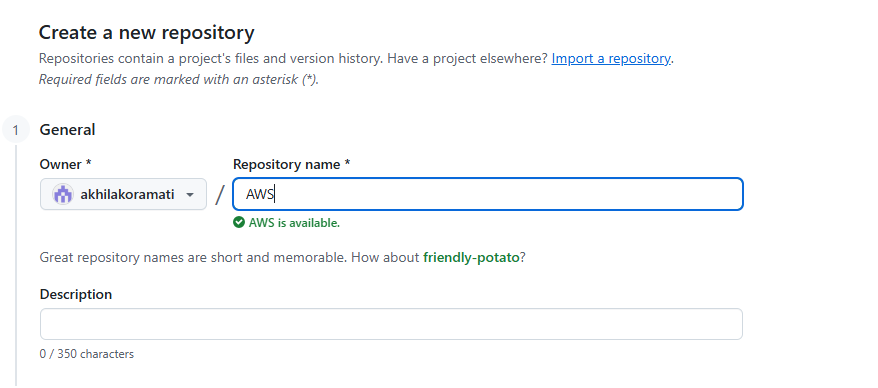 Create a new repository
Repositories contain a project's files and version history. Have a project elsewhere? Import a repository.
Required fields are marked with an asterisk (*).
1 General
Owner * Repository name *
akhilakoramati / AWS
AWS is available.
Great repository names are short and memorable. How about friendly-potato?
Description
0 / 350 characters